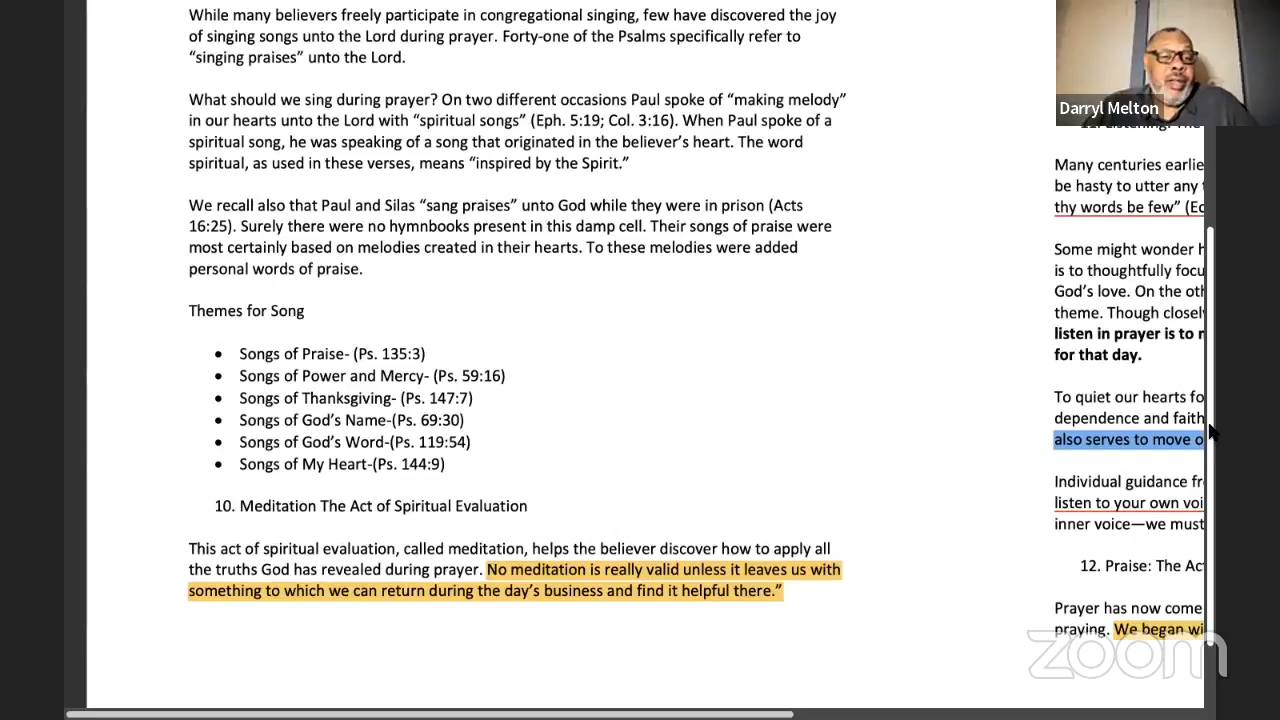 While many believers freely participate in congregational singing, few have discovered the joy
of singing songs unto the Lord during prayer. Forty-one of the Psalms specifically refer to
“singing praises” unto the Lord.
What should we sing during prayer? On two different occasions Paul spoke of “making melody”
in our hearts unto the Lord with “spiritual songs” (Eph. 5:19; Col. 3:16). When Paul spoke of a
spiritual song, he was speaking of a song that originated in the believer’s heart. The word
spiritual, as used in these verses, means “inspired by the Spirit.”
We recall also that Paul and Silas “sang praises” unto God while they were in prison (Acts
16:25). Surely there were no hymnbooks present in this damp cell. Their songs of praise were
most certainly based on melodies created in their hearts. To these melodies were added
personal words of praise.
Themes for Song
• Songs of Praise- (Ps. 135:3)
• Songs of Power and Mercy- (Ps. 59:16)
• Songs of Thanksgiving- (Ps. 147:7)
• Songs of God’s Name-(Ps. 69:30)
• Songs of God’s Word-(Ps. 119:54)
• Songs of My Heart-(Ps. 144:9)
10. Meditation The Act of Spiritual Evaluation
This act of spiritual evaluation, called meditation, helps the believer discover how to apply all
the truths God has revealed during prayer. No meditation is really valid unless it leaves us with
something to which we can return during the day’s business and find it helpful there.”
Darryl Melton
Many centuries earlie
be hasty to utter any
thy words be few” (Ec
Some might wonder h
is to thoughtfully focu
God’s love. On the oth
theme. Though closel
listen in prayer is to
for that day.
To quiet our hearts fo
dependence and faith
also serves to move o
Individual guidance fr
listen to your own voi
inner voice—we must
12. Praise: The Ac
Prayer has now come
praying. We began wi
zoom